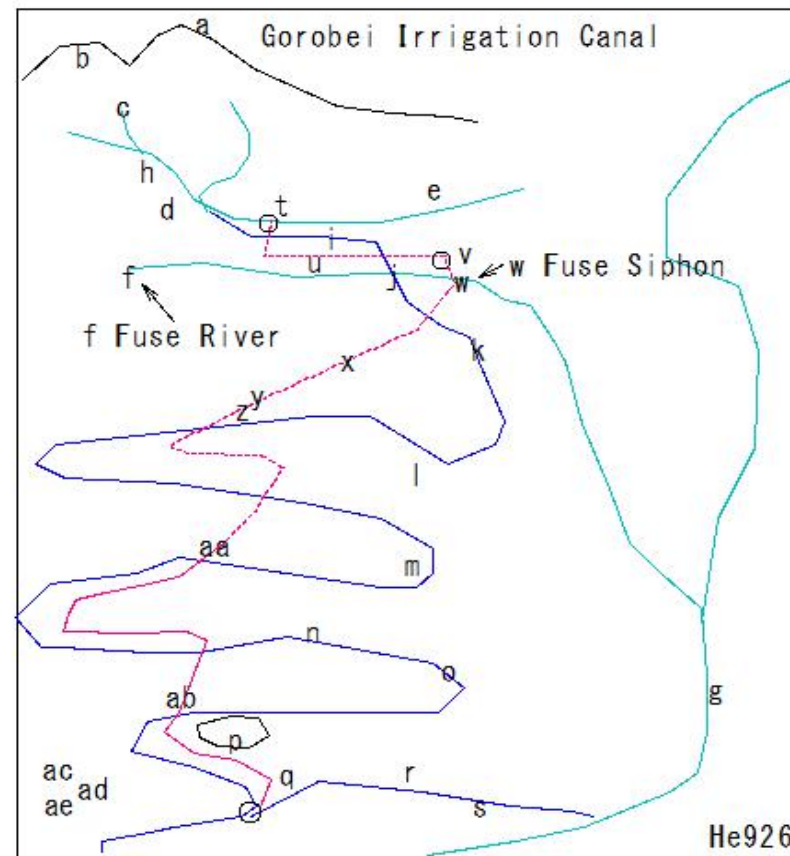 a
Gorobei Irrigation Canal
b
c
h
e
d
t
i
v
u
j
w
w Fuse Siphon
f
f Fuse River
k
x
y
z
l
aa
m
n
o
ab
g
p
q
r
s
ac
ad
ae
He926